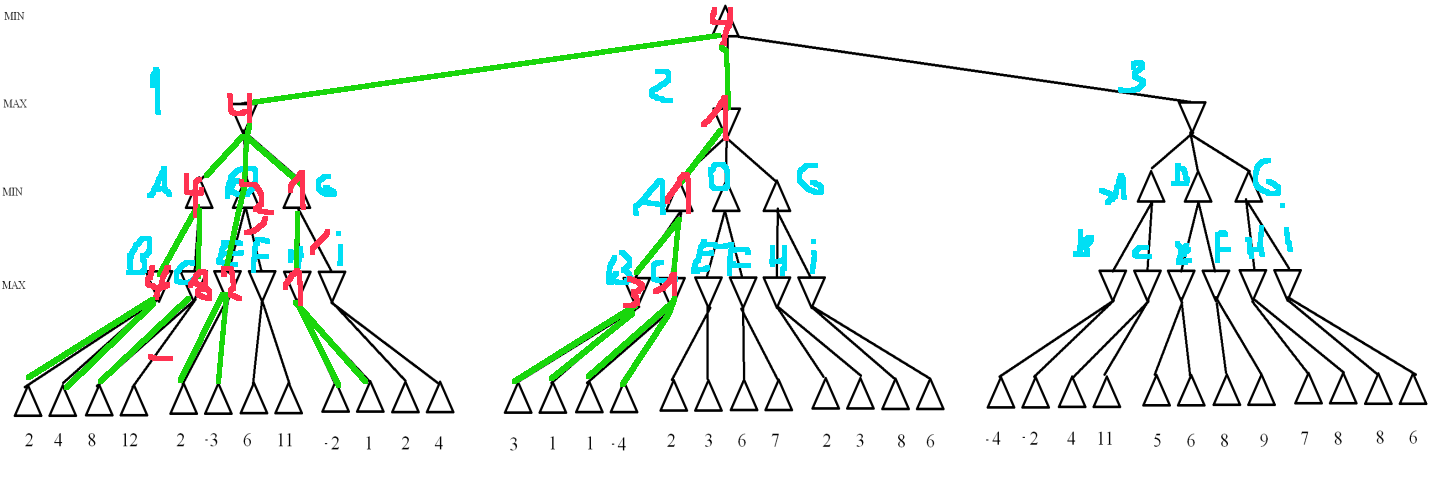 MIN 4
1 2 3
MAX 4 1
MIN A 4 2 1 G A 1 D G A D G
B C E F H i B C E F H i B C E F H i
MAX 4 8 2 1 3 1
2 4 8 12 2 -3 6 11 -2 1 2 4 3 1 1 -4 2 3 6 7 2 3 8 6 -4 -2 4 11 5 6 8 9 7 8 8 6